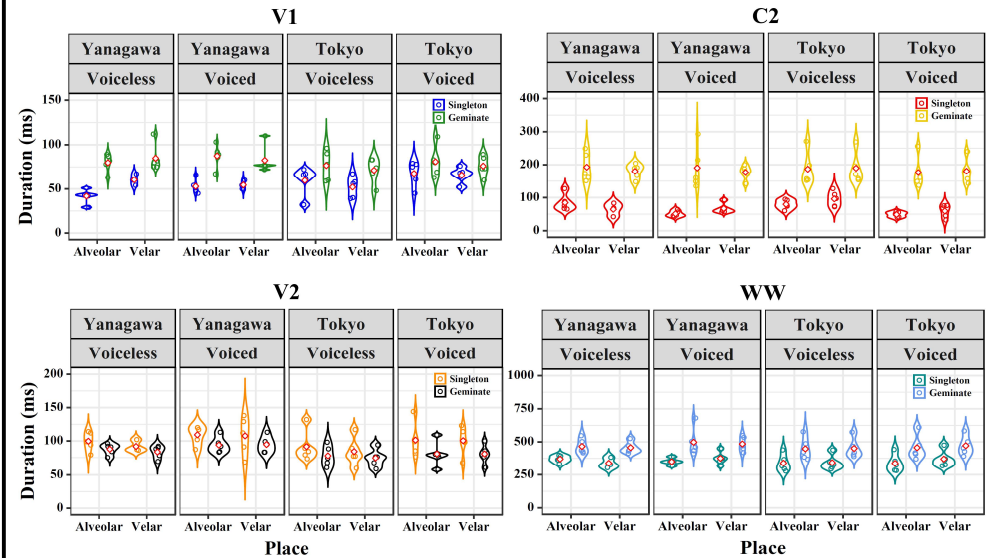 V1
Yanagawa Yanagawa Tokyo Tokyo
Voiceless Voiced Voiceless Voiced
Duration (ms)
150
100
50
0
Singleton
Geminate
Alveolar Velar Alveolar Velar Alveolar Velar Alveolar Velar
C2
Yanagawa Yanagawa Tokyo Tokyo
Voiceless Voiced Voiceless Voiced
400
300
200
100
0
Singleton
Geminate
Alveolar Velar Alveolar Velar Alveolar Velar Alveolar Velar
V2
Yanagawa Yanagawa Tokyo Tokyo
Voiceless Voiced Voiceless Voiced
Duration (ms)
200
150
100
50
0
Singleton
Geminate
Alveolar Velar Alveolar Velar Alveolar Velar Alveolar Velar
Place
WW
Yanagawa Yanagawa Tokyo Tokyo
Voiceless Voiced Voiceless Voiced
1000
750
500
250
0
Singleton
Geminate
Alveolar Velar Alveolar Velar Alveolar Velar Alveolar Velar
Place